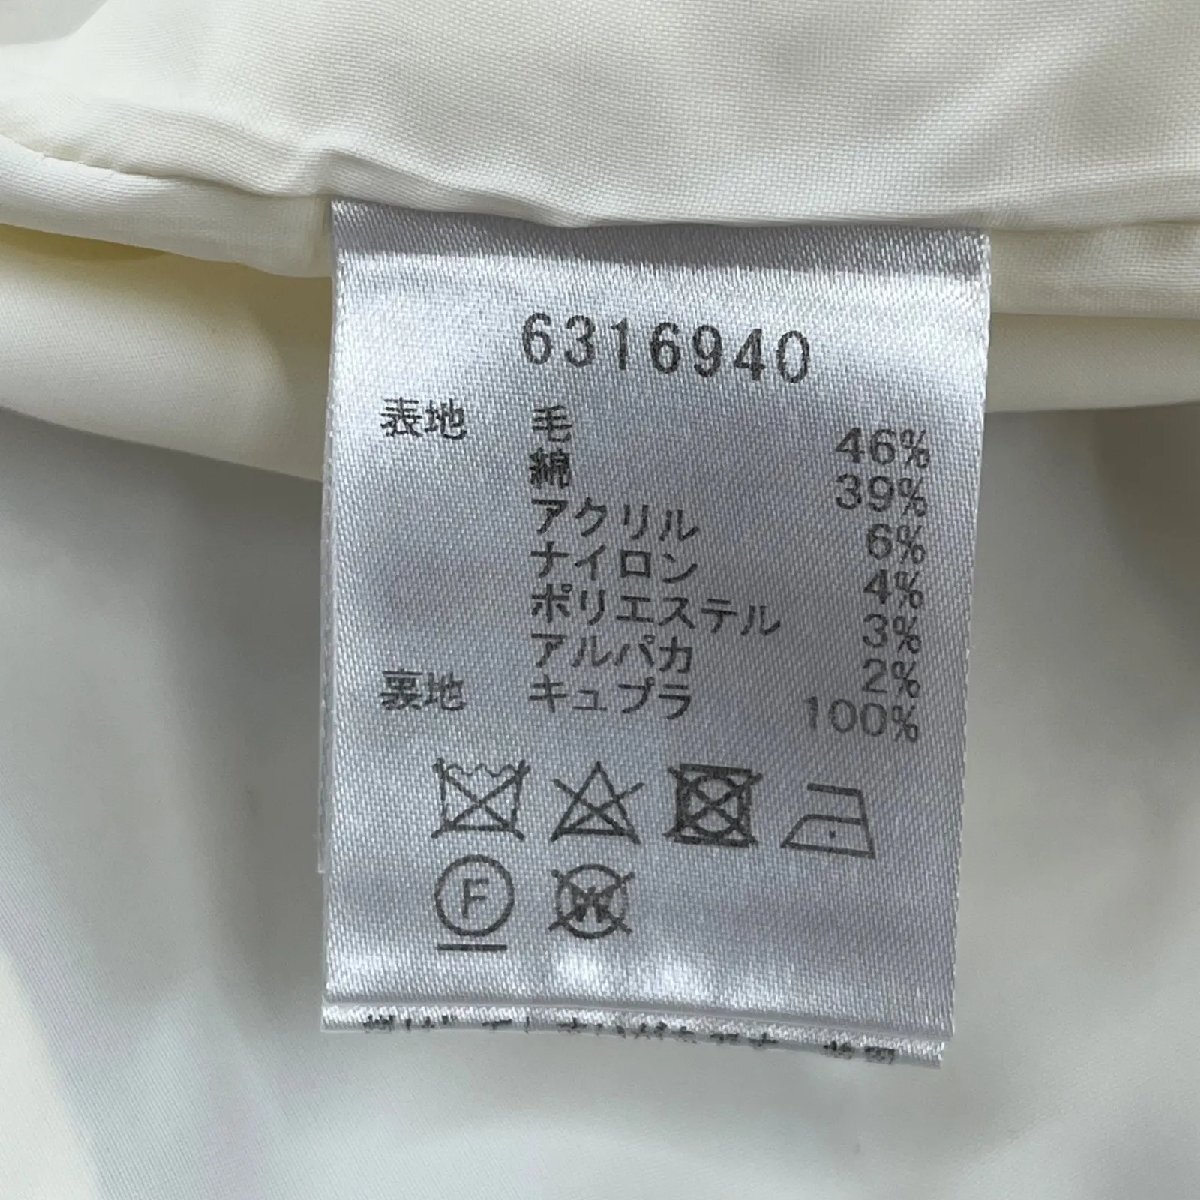 6316940
表地 毛 46%
綿 39%
アクリル 6%
ナイロン 4%
ポリエステル 3%
アルパカ 2%
裏地 キュプラ 100%
F
W